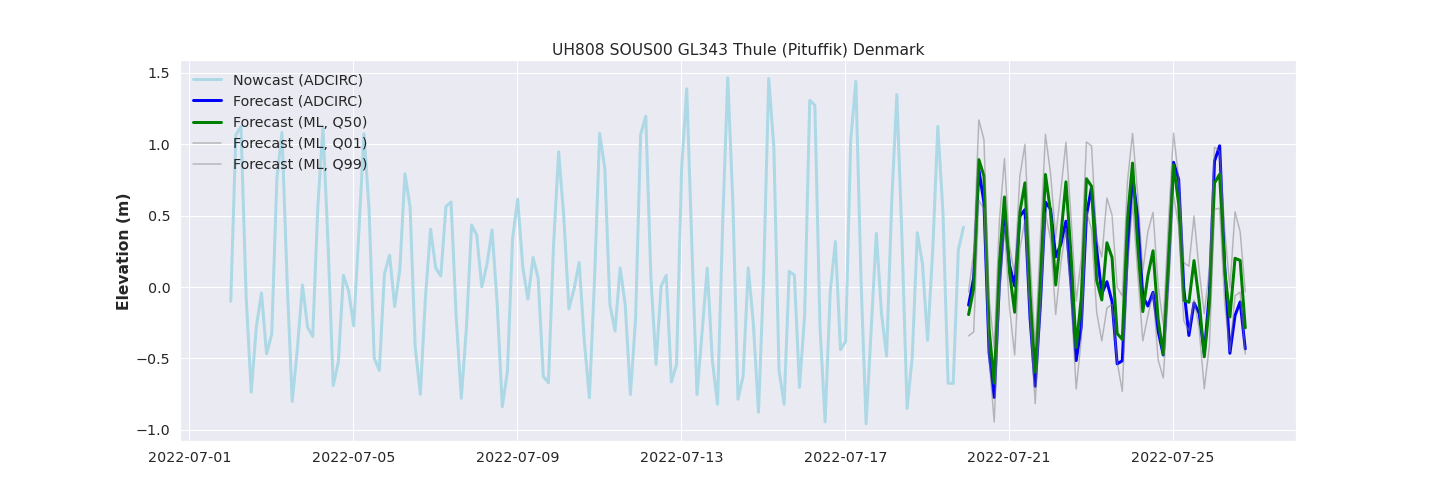 UH808 SOUS00 GL343 Thule (Pituffik) Denmark
Nowcast (ADCIRC)
Forecast (ADCIRC)
Forecast (ML, Q50)
Forecast (ML, Q01)
Forecast (ML, Q99)
Elevation (m)
1.5
1.0
0.5
0.0
−0.5
−1.0
2022-07-01
2022-07-05
2022-07-09
2022-07-13
2022-07-17
2022-07-21
2022-07-25